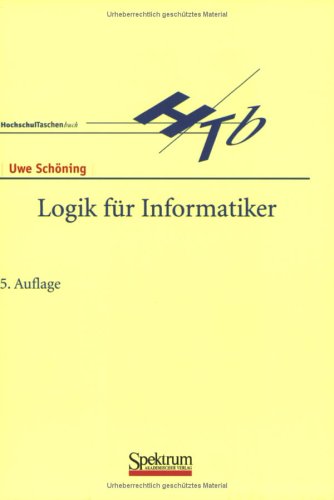 Urheberrechtlich geschütztes Material
HochschulTaschenbuch
HTb
Uwe Schöning
Logik für Informatiker
5. Auflage
Spektrum
AKADEMISCHER VERLAG
Urheberrechtlich geschütztes Material